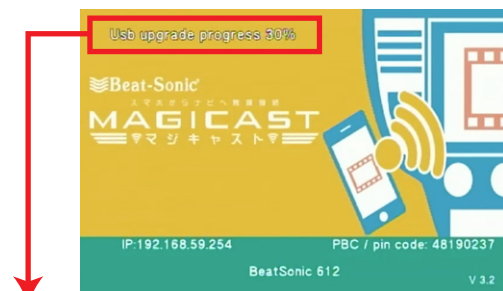 Usb upgrade progress 30%
Beat-Sonic
スマホからナビへ無線接続
MAGICAST
マジキャスト
IP:192.168.59.254
PBC / pin code: 48190237
BeatSonic 612
V 3.2